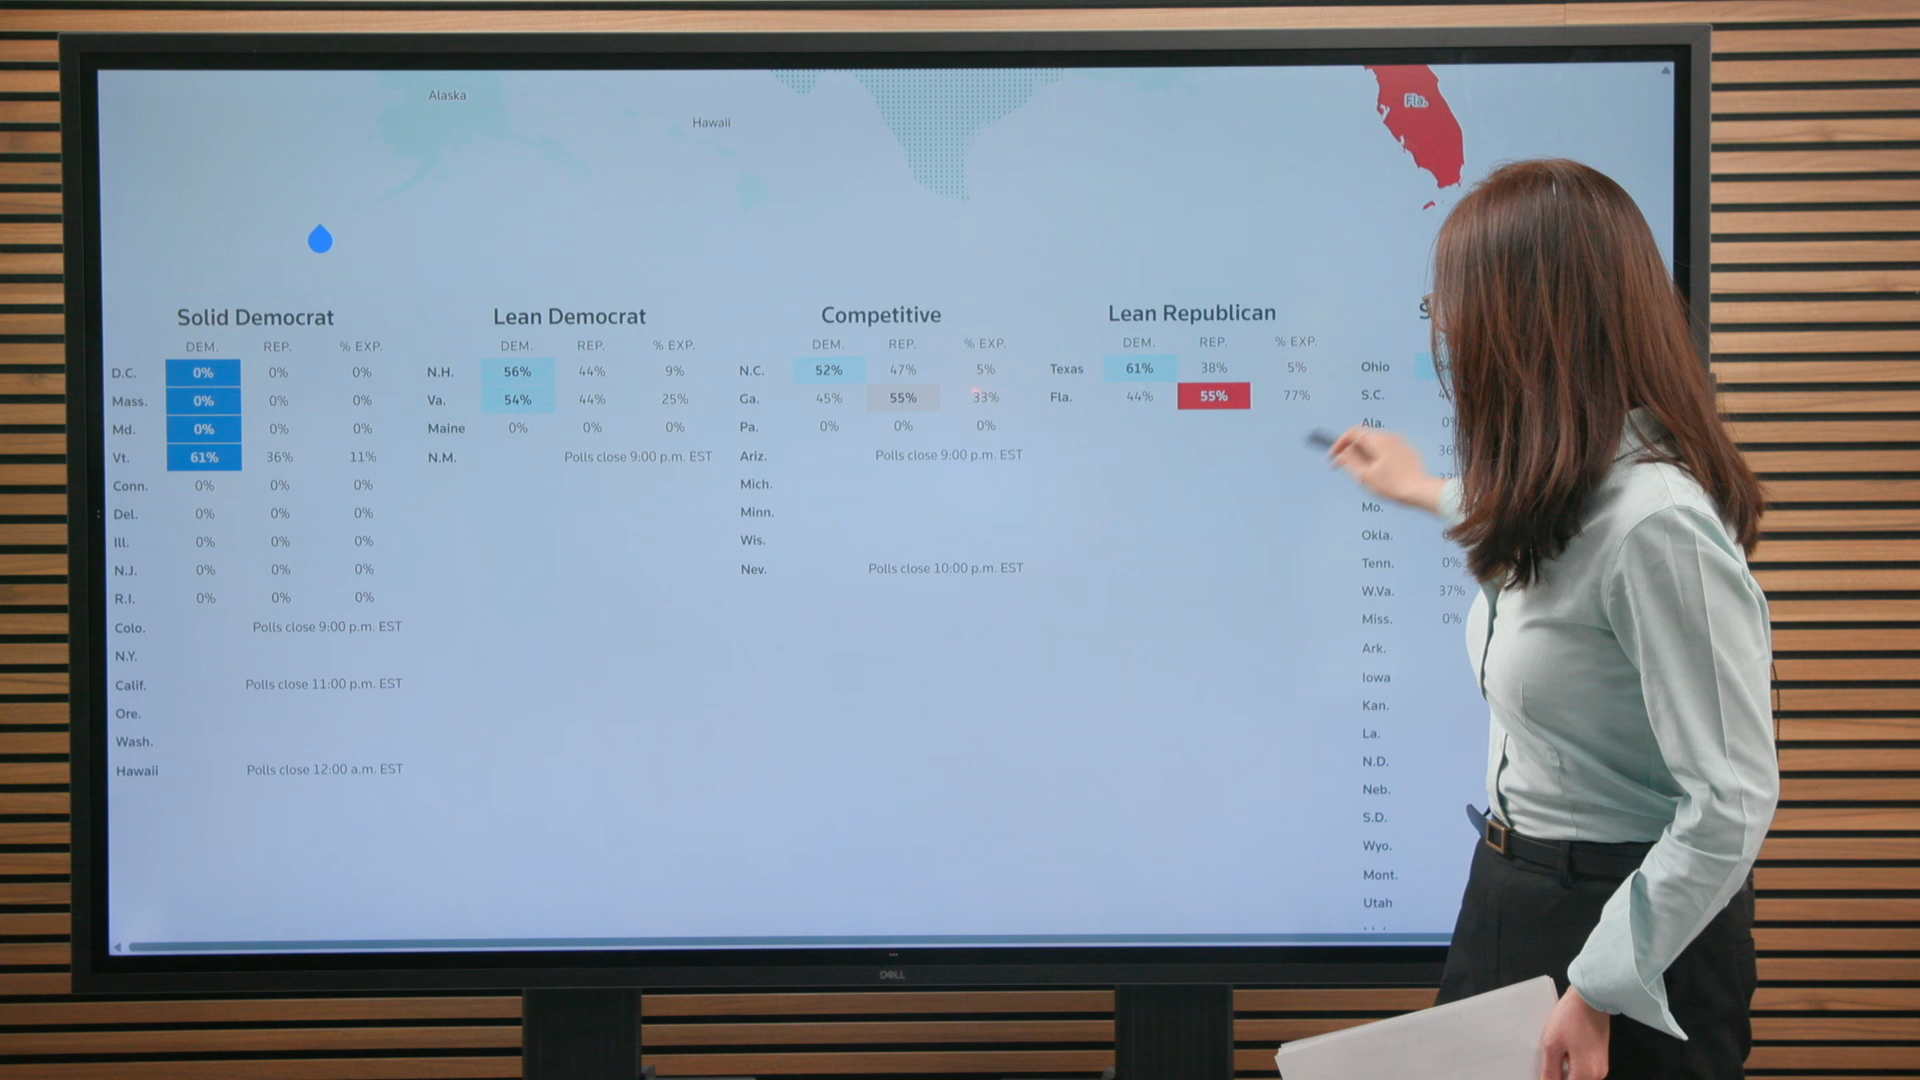 Alaska
Hawaii
Fla.
Solid Democrat
DEM. REP. % EXP.
D.C. 0% 0% 0%
Mass. 0% 0% 0%
Md. 0% 0% 0%
Vt. 61% 36% 11%
Conn. 0% 0% 0%
Del. 0% 0% 0%
Ill. 0% 0% 0%
N.J. 0% 0% 0%
R.I. 0% 0% 0%
Colo. Polls close 9:00 p.m. EST
N.Y.
Calif. Polls close 11:00 p.m. EST
Ore.
Wash.
Hawaii Polls close 12:00 a.m. EST
Lean Democrat
DEM. REP. % EXP.
N.H. 56% 44% 9%
Va. 54% 44% 25%
Maine 0% 0% 0%
N.M. Polls close 9:00 p.m. EST
Competitive
DEM. REP. % EXP.
N.C. 52% 47% 5%
Ga. 45% 55% 33%
Pa. 0% 0% 0%
Ariz. Polls close 9:00 p.m. EST
Mich.
Minn.
Wis.
Nev. Polls close 10:00 p.m. EST
Lean Republican
DEM. REP. % EXP.
Texas 61% 38% 5%
Fla. 44% 55% 77%
Ohio
S.C.
Ala.
Mo.
Okla.
Tenn. 0%
W.Va. 37%
Miss. 0%
Ark.
Iowa
Kan.
La.
N.D.
Neb.
S.D.
Wyo.
Mont.
Utah
DELL